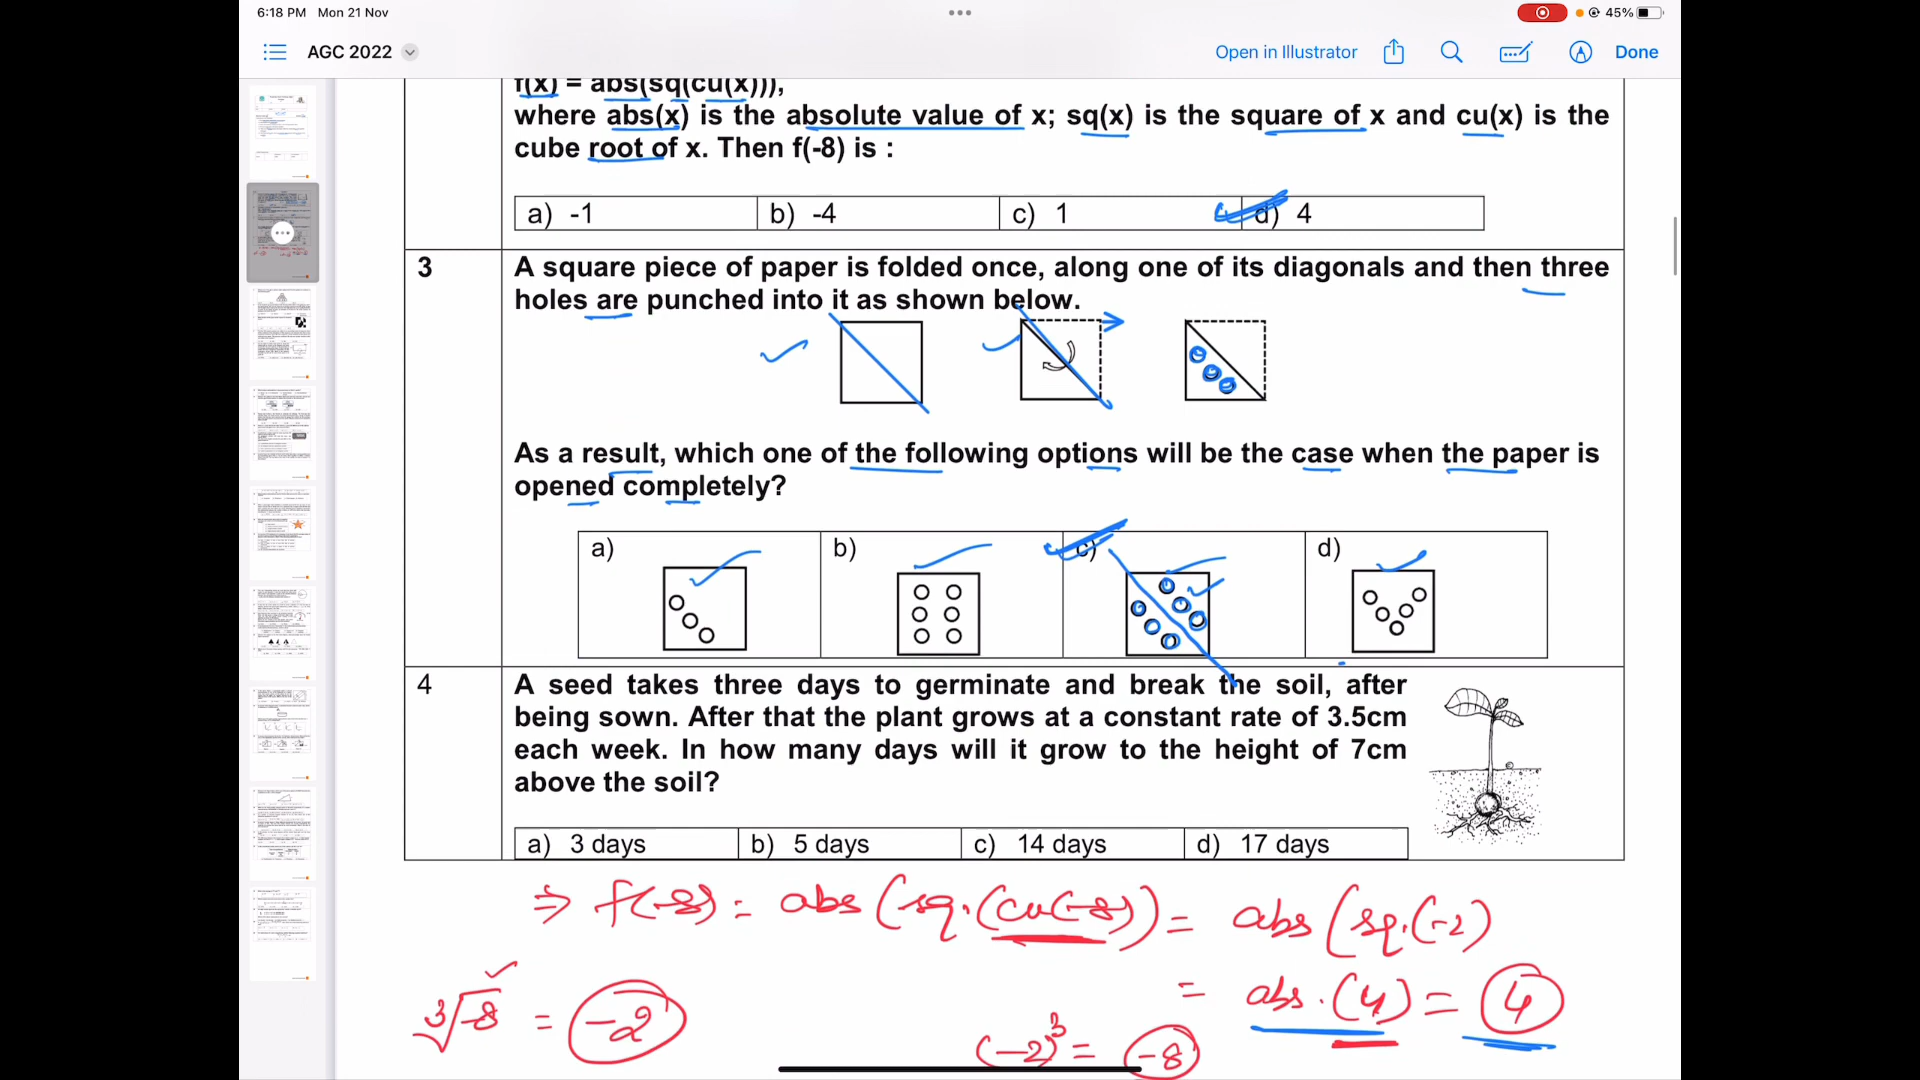 6:18 PM Mon 21 Nov
45%
AGC 2022
Open in Illustrator
Done
f(x) = abs(sq(cu(x))),
where abs(x) is the absolute value of x; sq(x) is the square of x and cu(x) is the
cube root of x. Then f(-8) is :
a) -1 b) -4 c) 1 d) 4
3 A square piece of paper is folded once, along one of its diagonals and then three
holes are punched into it as shown below.
As a result, which one of the following options will be the case when the paper is
opened completely?
a) b) c) d)
4 A seed takes three days to germinate and break the soil, after
being sown. After that the plant grows at a constant rate of 3.5cm
each week. In how many days will it grow to the height of 7cm
above the soil?
a) 3 days b) 5 days c) 14 days d) 17 days
⇒ f(-8) = abs (sq.(cu(-8)) = abs (sq.(-2)
= abs.(4) = 4
∛-8 = -2
(-2)³ = -8